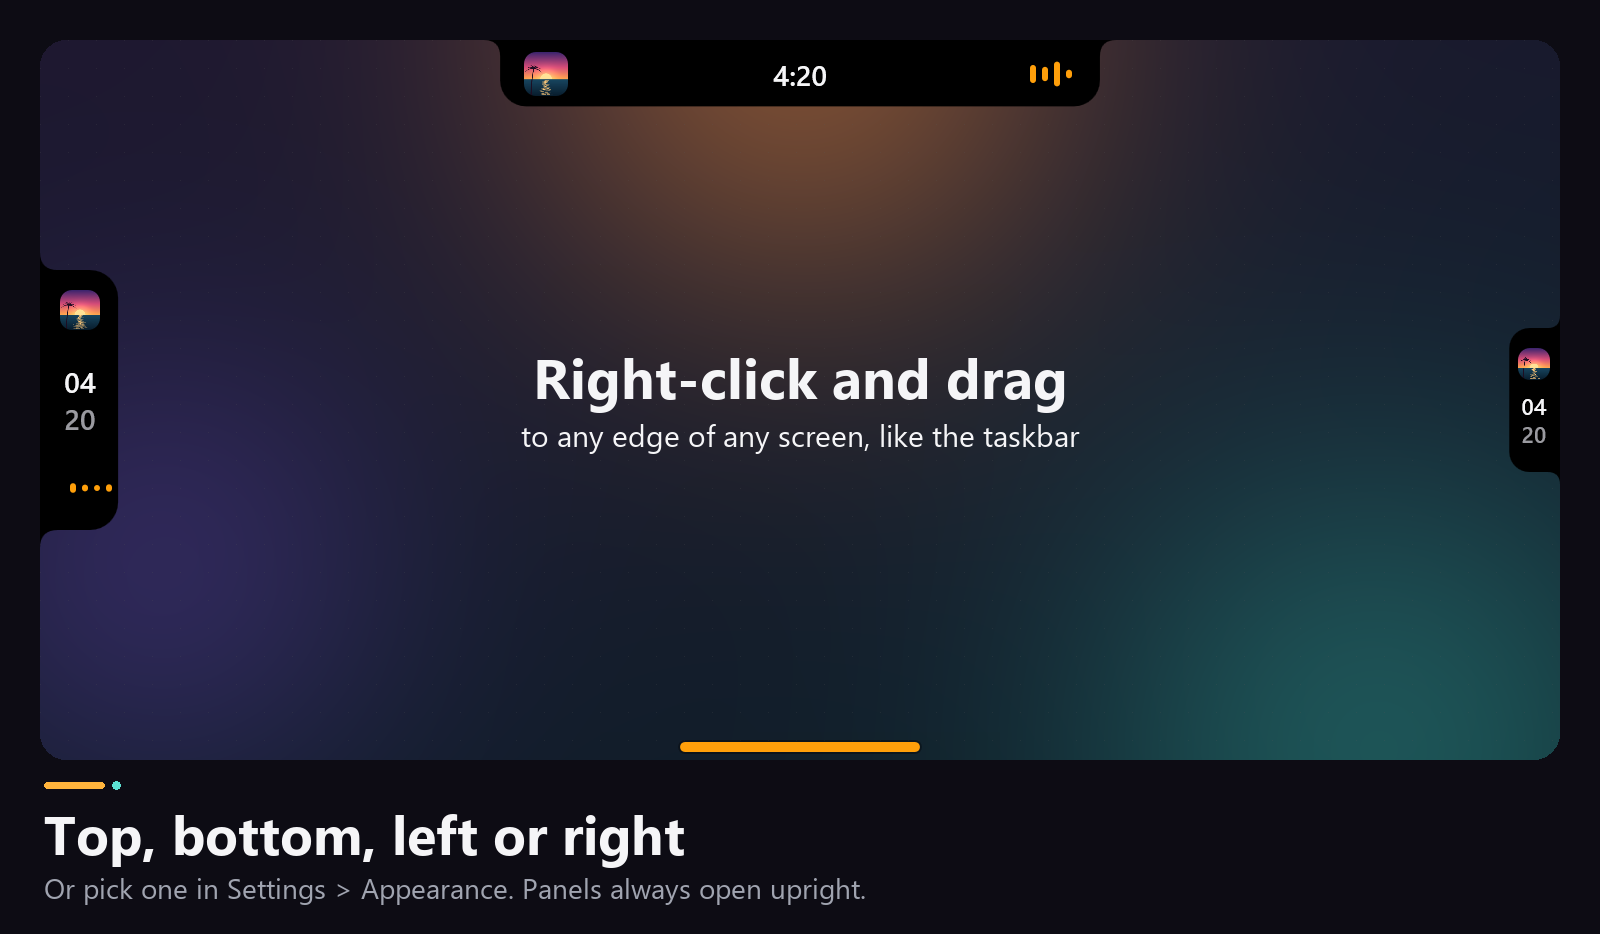 4:20
04
20
Right-click and drag
to any edge of any screen, like the taskbar
04
20
Top, bottom, left or right
Or pick one in Settings > Appearance. Panels always open upright.